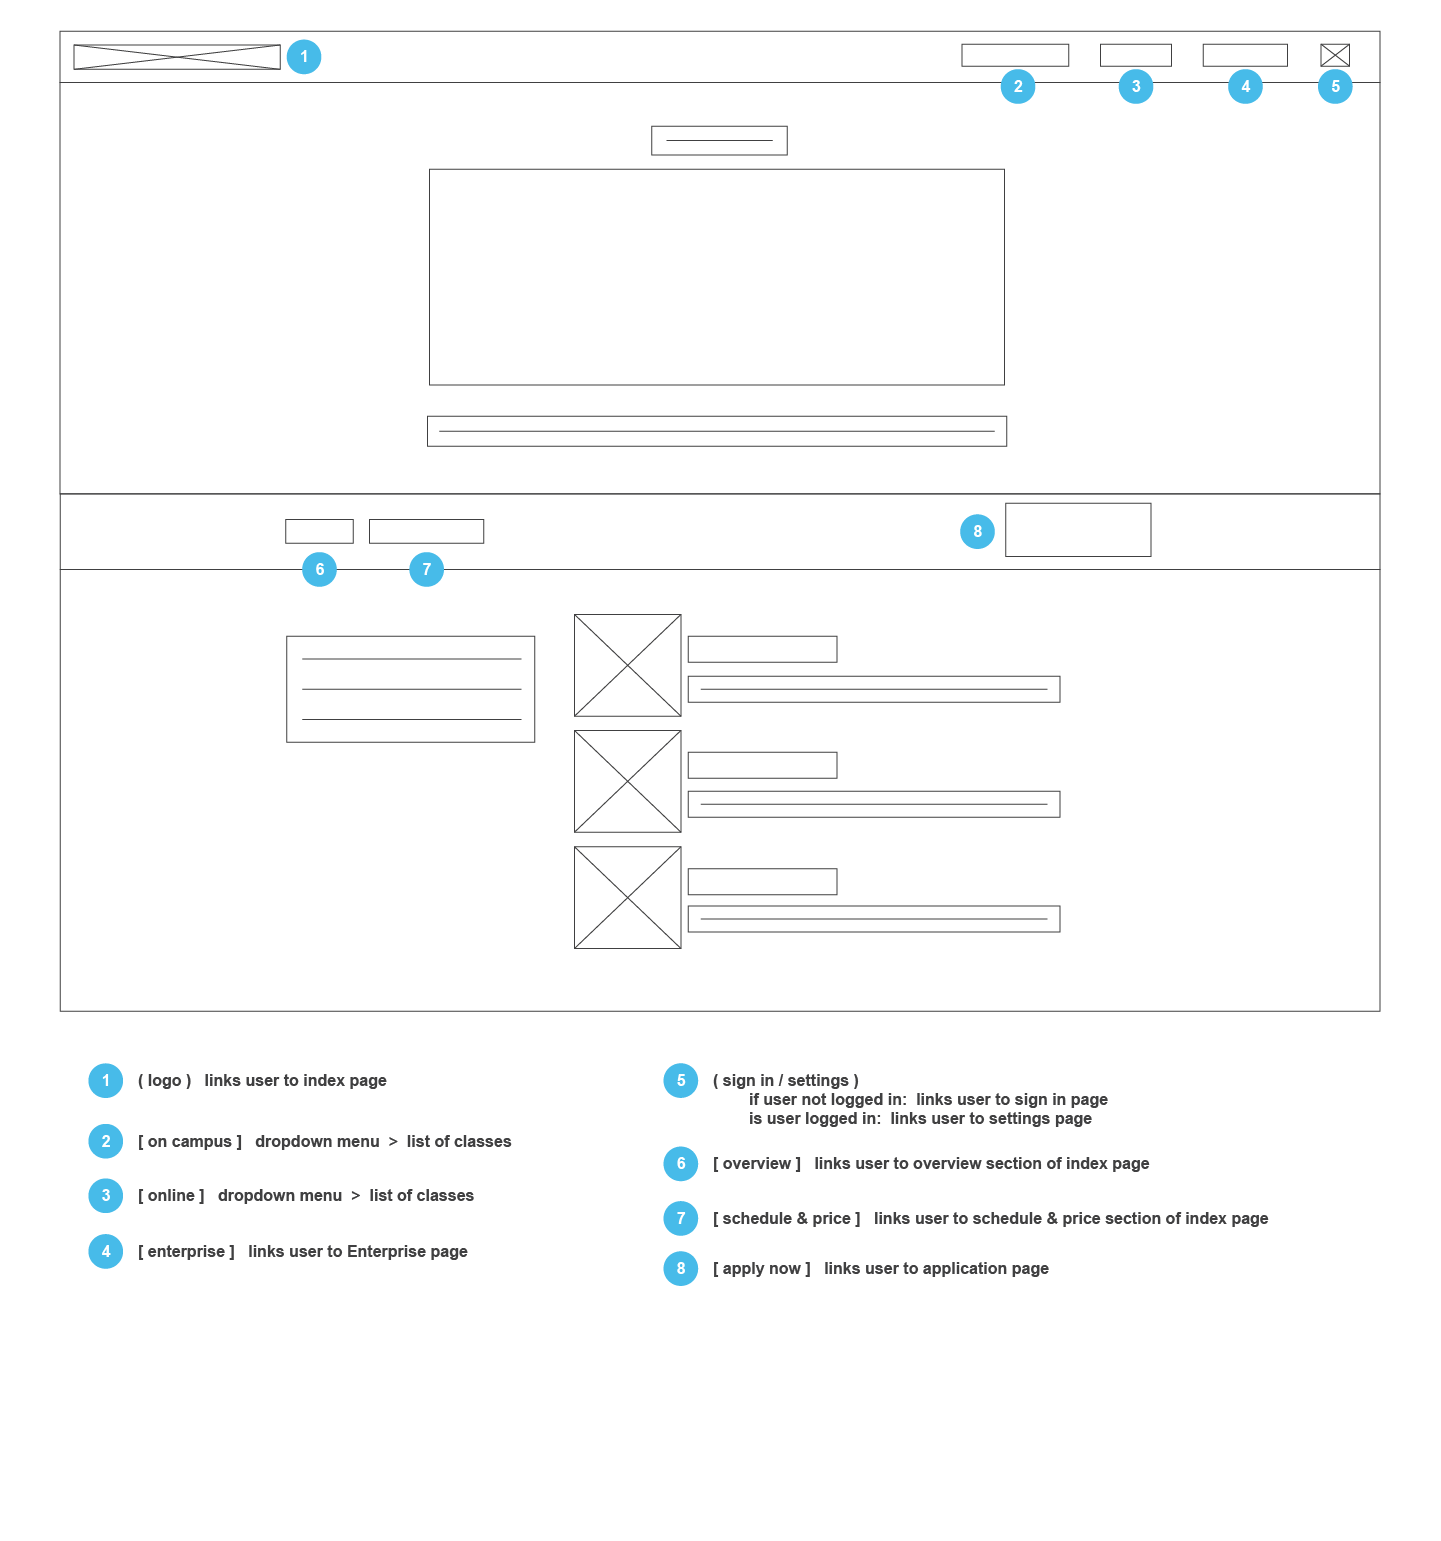 1
2
3
4
5
6
7
8
1 ( logo ) links user to index page
2 [ on campus ] dropdown menu > list of classes
3 [ online ] dropdown menu > list of classes
4 [ enterprise ] links user to Enterprise page
5 ( sign in / settings )
if user not logged in: links user to sign in page
is user logged in: links user to settings page
6 [ overview ] links user to overview section of index page
7 [ schedule & price ] links user to schedule & price section of index page
8 [ apply now ] links user to application page